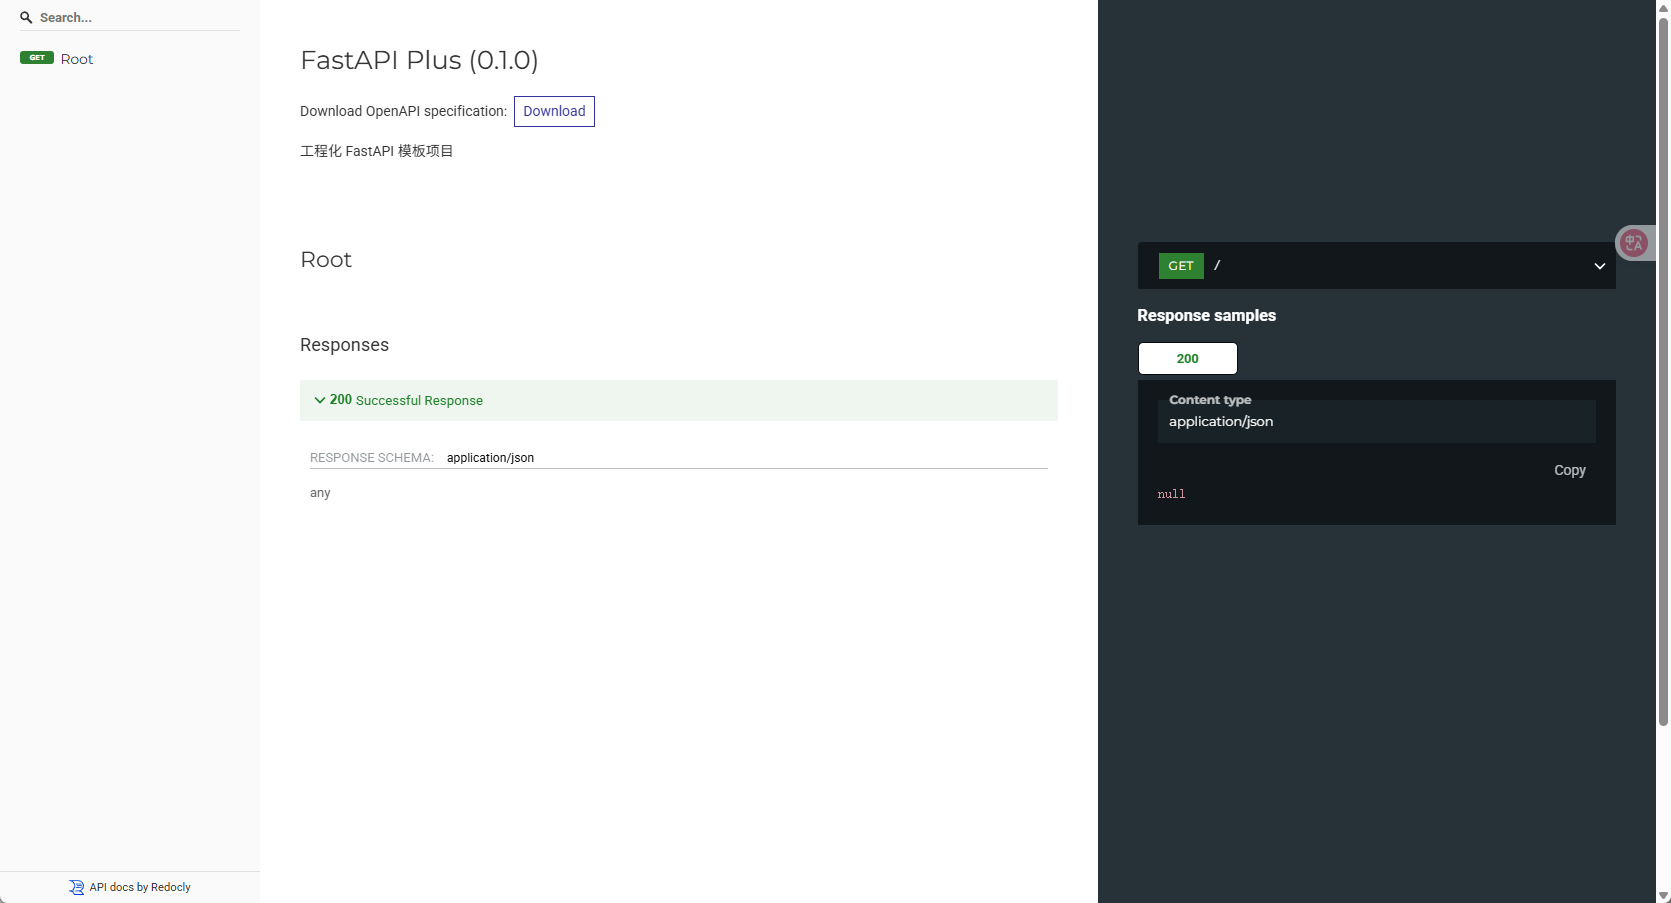 Search...
GET Root
FastAPI Plus (0.1.0)
Download OpenAPI specification: Download
工程化 FastAPI 模板项目
Root
Responses
200 Successful Response
RESPONSE SCHEMA: application/json
any
GET /
Response samples
200
Content type
application/json
Copy
null
中A
API docs by Redocly